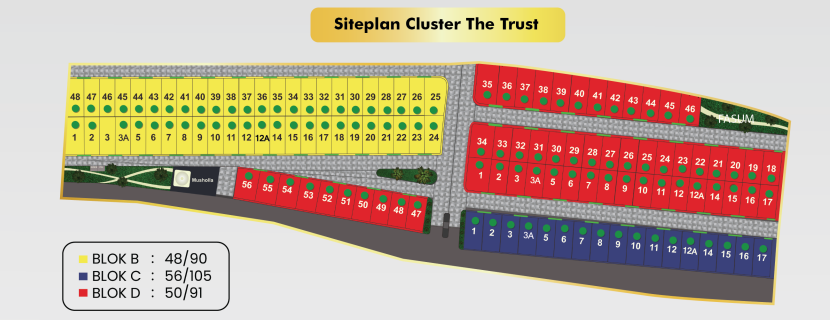 Siteplan Cluster The Trust
48 47 46 45 44 43 42 41 40 39 38 37 36 35 34 33 32 31 30 29 28 27 26 25
1 2 3 3A 5 6 7 8 9 10 11 12 12A 14 15 16 17 18 19 20 21 22 23 24
35 36 37 38 39 40 41 42 43 44 45 46
FASUM
34 33 32 31 30 29 28 27 26 25 24 23 22 21 20 19 18
1 2 3 3A 5 6 7 8 9 10 11 12 12A 14 15 16 17
Musholla
56 55 54 53 52 51 50 49 48 47
1 2 3 3A 5 6 7 8 9 10 11 12 12A 14 15 16 17
BLOK B : 48/90
BLOK C : 56/105
BLOK D : 50/91